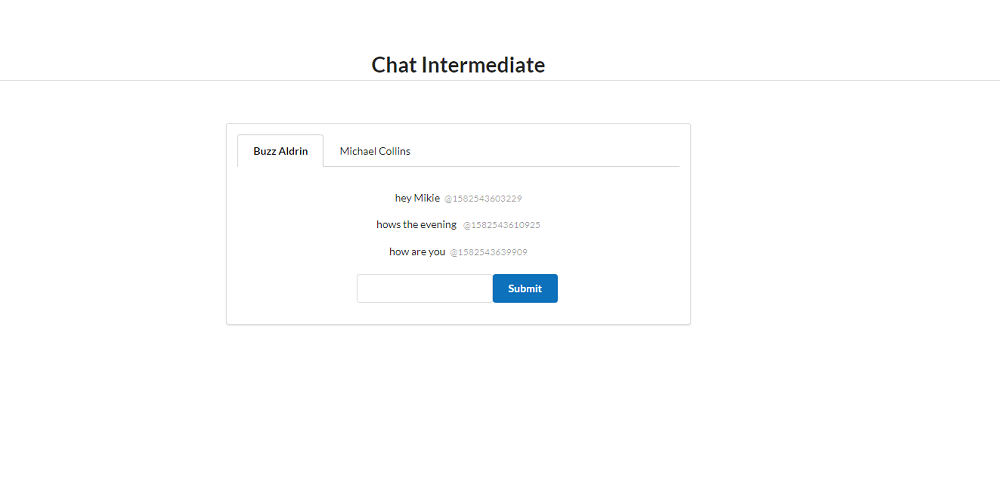 Chat Intermediate
Buzz Aldrin Michael Collins
hey Mikie @1582543603229
hows the evening @1582543610925
how are you @1582543639909
Submit